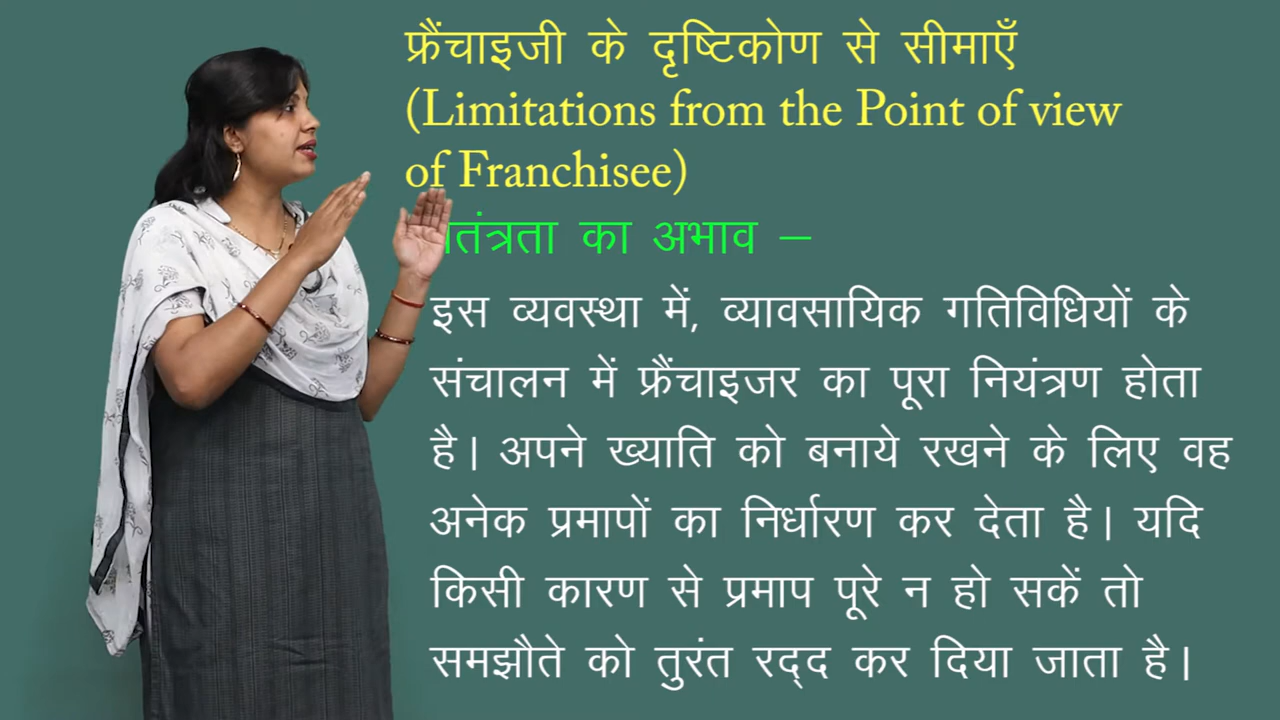 फ्रैंचाइजी के दृष्टिकोण से सीमाएँ
(Limitations from the Point of view
of Franchisee)
का अभाव –
इस व्यवस्था में, व्यावसायिक गतिविधियों के
संचालन में फ्रैंचाइजर का पूरा नियंत्रण होता
है। अपने ख्याति को बनाये रखने के लिए वह
अनेक प्रमापों का निर्धारण कर देता है। यदि
किसी कारण से प्रमाप पूरे न हो सकें तो
समझौते को तुरंत रद्द कर दिया जाता है।